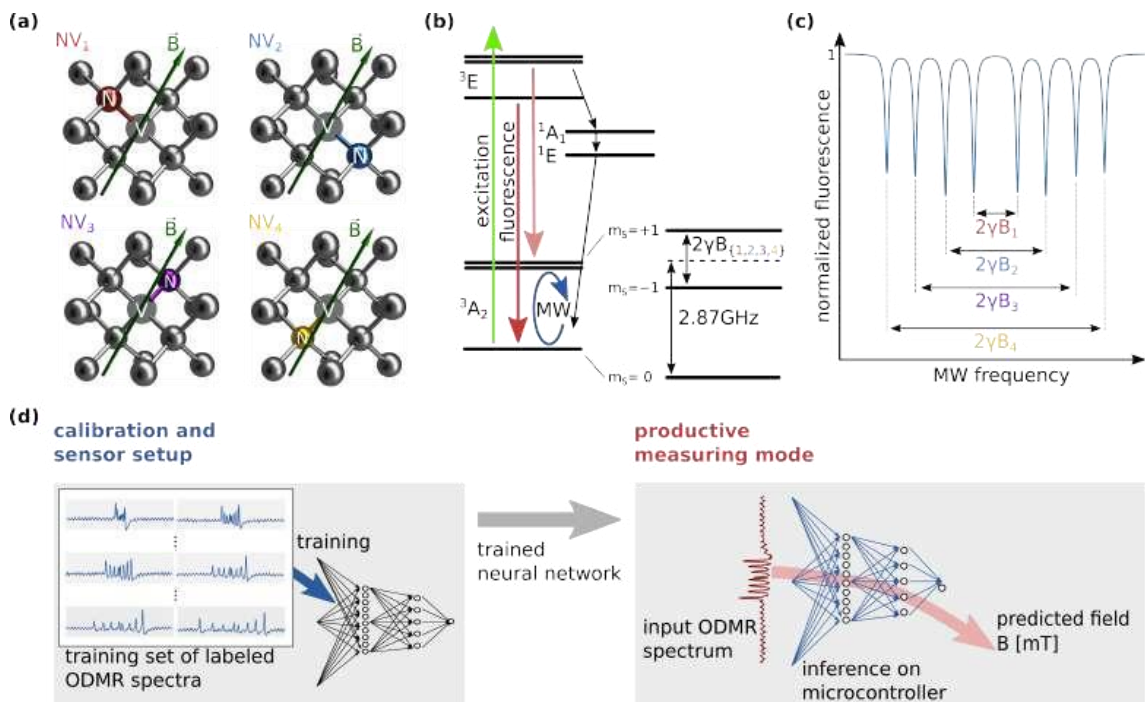 (a)
NV₁
B⃗
N
V
NV₂
B⃗
V
N
NV₃
B⃗
N
V
NV₄
B⃗
V
N
(b)
³E
¹A₁
¹E
excitation
fluorescence
³A₂
MW
mₛ=+1
2γB{1,2,3,4}
mₛ=−1
2.87GHz
mₛ= 0
(c)
1
normalized fluorescence
2γB₁
2γB₂
2γB₃
2γB₄
MW frequency
(d)
calibration and
sensor setup
training
training set of labeled
ODMR spectra
trained
neural network
productive
measuring mode
input ODMR
spectrum
inference on
microcontroller
predicted field
B [mT]